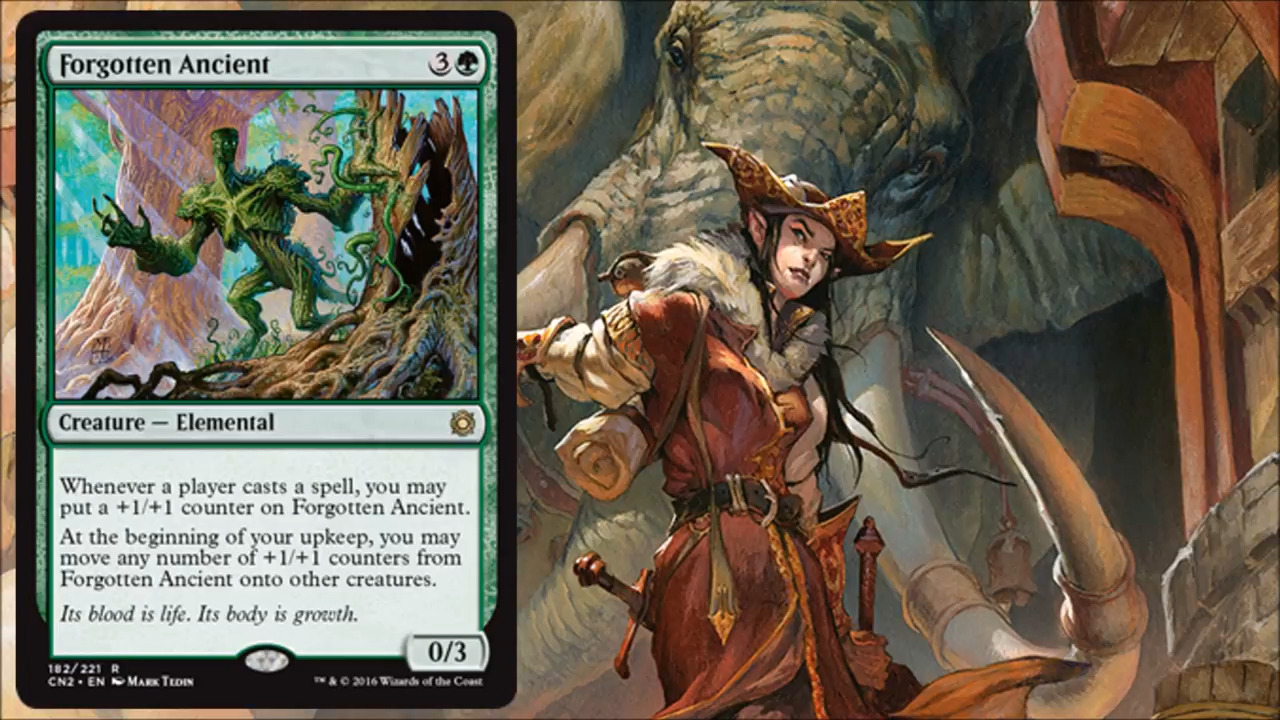 Forgotten Ancient 3
Creature — Elemental
Whenever a player casts a spell, you may
put a +1/+1 counter on Forgotten Ancient.
At the beginning of your upkeep, you may
move any number of +1/+1 counters from
Forgotten Ancient onto other creatures.
Its blood is life. Its body is growth.
0/3
182/221 R
CN2 • EN Mark Tedin
™ & © 2016 Wizards of the Coast